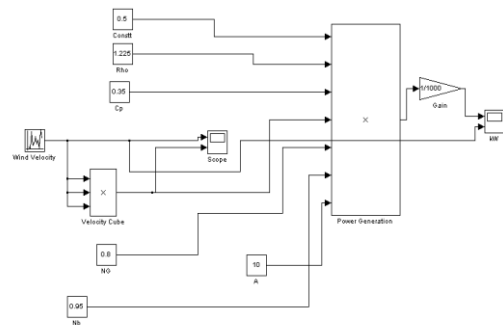 0.5
Constt
1.225
Rho
0.35
Cp
Wind Velocity
Velocity Cube
Scope
Power Generation
1/1000
Gain
kW
0.8
NG
10
A
0.95
Nb